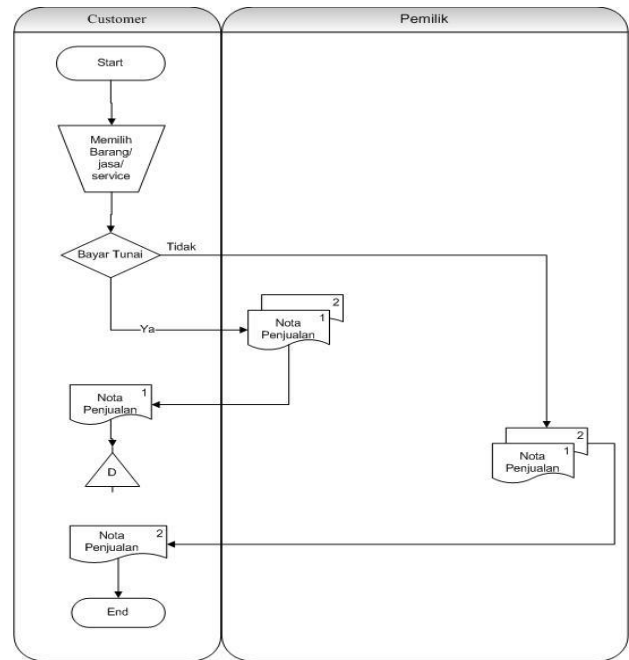 Customer
Pemilik
Start
Memilih
Barang/
jasa/
service
Bayar Tunai
Tidak
2
Nota
Penjualan
1
Ya
Nota
Penjualan
1
D
2
Nota
Penjualan
1
Nota
Penjualan
2
End